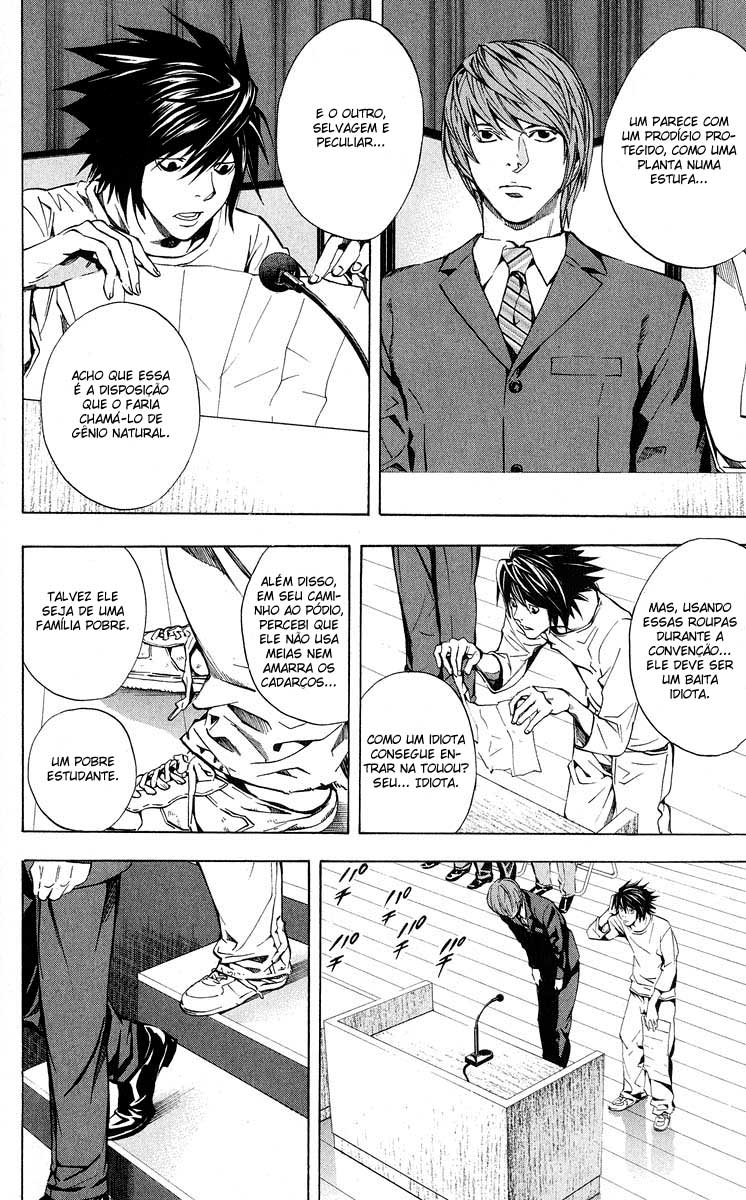 UM PARECE COM
UM PRODÍGIO PRO-
TEGIDO, COMO UMA
PLANTA NUMA
ESTUFA...
E O OUTRO,
SELVAGEM E
PECULIAR...
ACHO QUE ESSA
É A DISPOSIÇÃO
QUE O FARIA
CHAMÁ-LO DE
GÊNIO NATURAL.
MAS, USANDO
ESSAS ROUPAS
DURANTE A
CONVENÇÃO...
ELE DEVE SER
UM BAITA
IDIOTA.
COMO UM IDIOTA
CONSEGUE EN-
TRAR NA TOUOU?
SEU... IDIOTA.
ALÉM DISSO,
EM SEU CAMI-
NHO AO PÓDIO,
PERCEBI QUE
ELE NÃO USA
MEIAS NEM
AMARRA OS
CADARÇOS...
TALVEZ ELE
SEJA DE UMA
FAMÍLIA POBRE.
UM POBRE
ESTUDANTE.
パチ
パチ
パチ
パチ
パチ
パチ